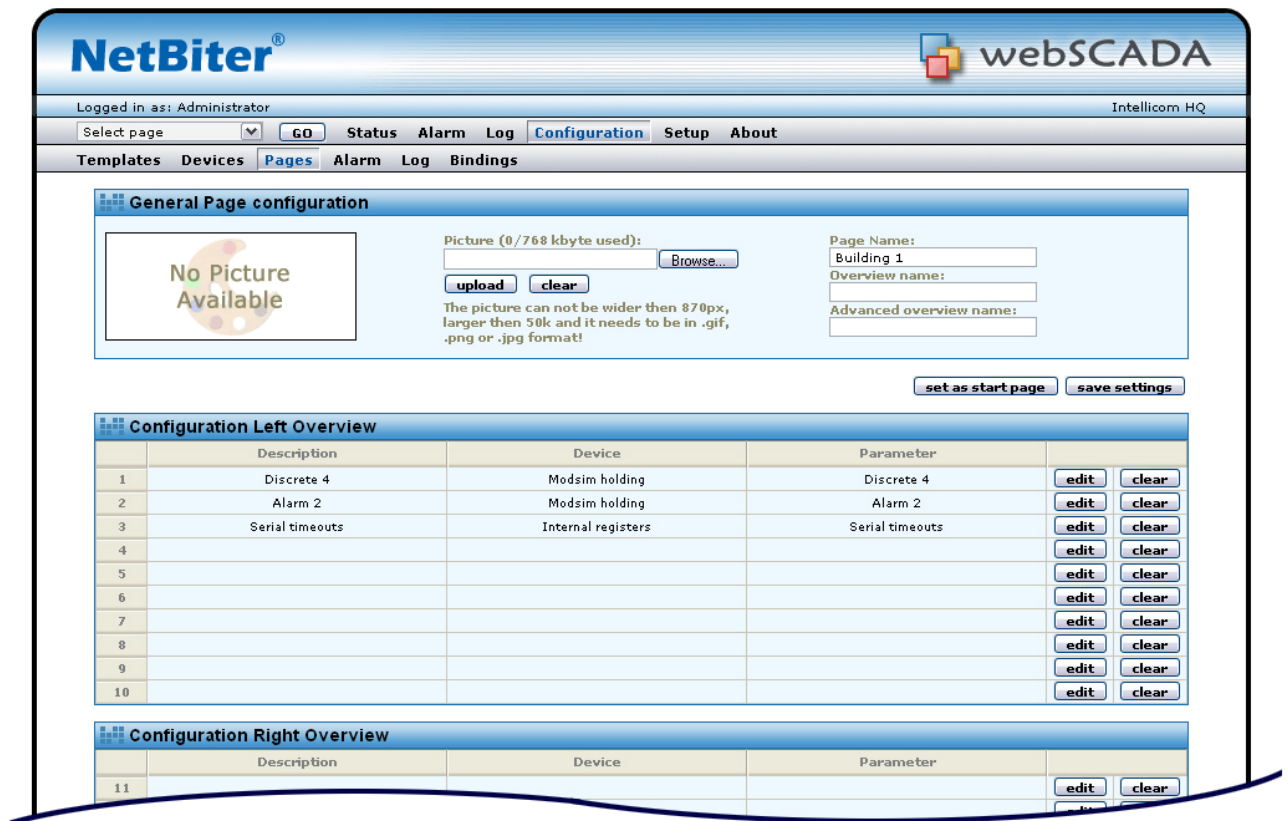 NetBiter®
webSCADA
Logged in as: Administrator Intellicom HQ
Select page GO Status Alarm Log Configuration Setup About
Templates Devices Pages Alarm Log Bindings
General Page configuration
No Picture
Available
Picture (0/768 kbyte used):
Browse...
upload clear
The picture can not be wider then 870px,
larger then 50k and it needs to be in .gif,
.png or .jpg format!
Page Name:
Building 1
Overview name:
Advanced overview name:
set as start page save settings
Configuration Left Overview
Description Device Parameter
1 Discrete 4 Modsim holding Discrete 4 edit clear
2 Alarm 2 Modsim holding Alarm 2 edit clear
3 Serial timeouts Internal registers Serial timeouts edit clear
4 edit clear
5 edit clear
6 edit clear
7 edit clear
8 edit clear
9 edit clear
10 edit clear
Configuration Right Overview
Description Device Parameter
11 edit clear